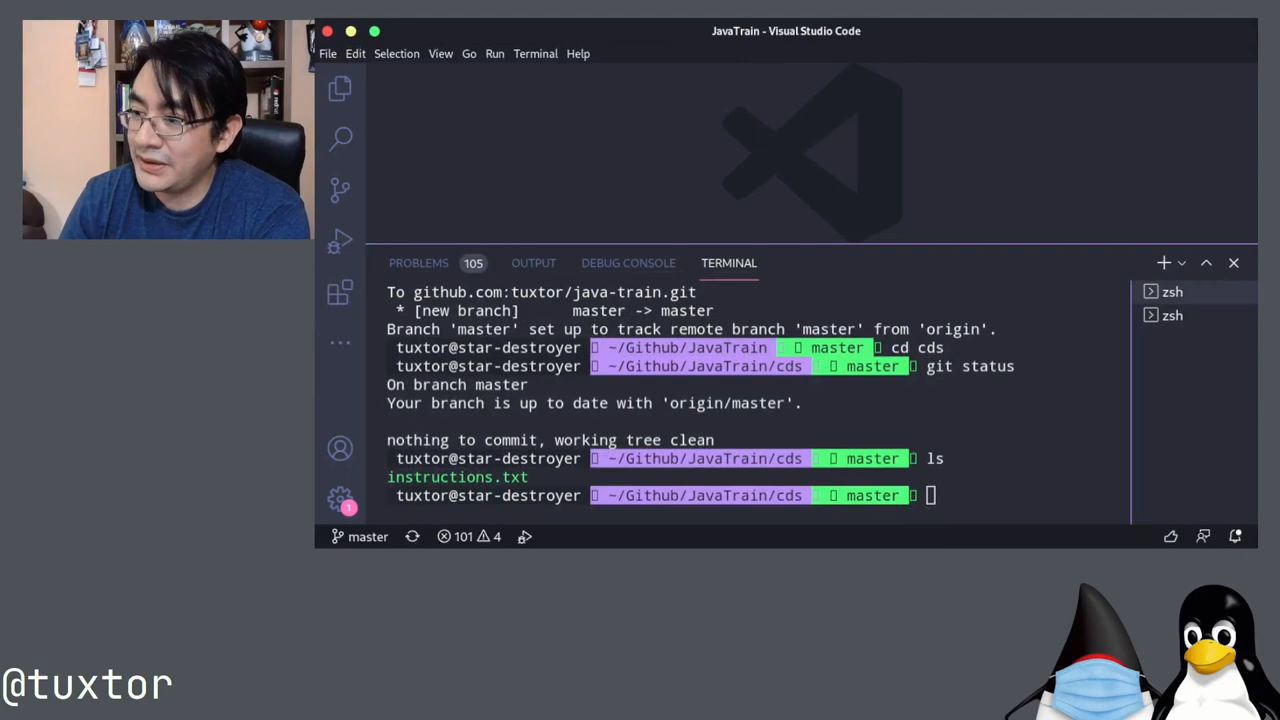 JavaTrain - Visual Studio Code
File Edit Selection View Go Run Terminal Help
PROBLEMS 105 OUTPUT DEBUG CONSOLE TERMINAL
To github.com:tuxtor/java-train.git
* [new branch] master -> master
Branch 'master' set up to track remote branch 'master' from 'origin'.
tuxtor@star-destroyer ~/Github/JavaTrain master cd cds
tuxtor@star-destroyer ~/Github/JavaTrain/cds master git status
On branch master
Your branch is up to date with 'origin/master'.
nothing to commit, working tree clean
tuxtor@star-destroyer ~/Github/JavaTrain/cds master ls
instructions.txt
tuxtor@star-destroyer ~/Github/JavaTrain/cds master
zsh
zsh
1
master 101 4
@tuxtor